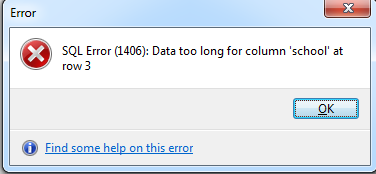 Error
SQL Error (1406): Data too long for column 'school' at
row 3
OK
Find some help on this error